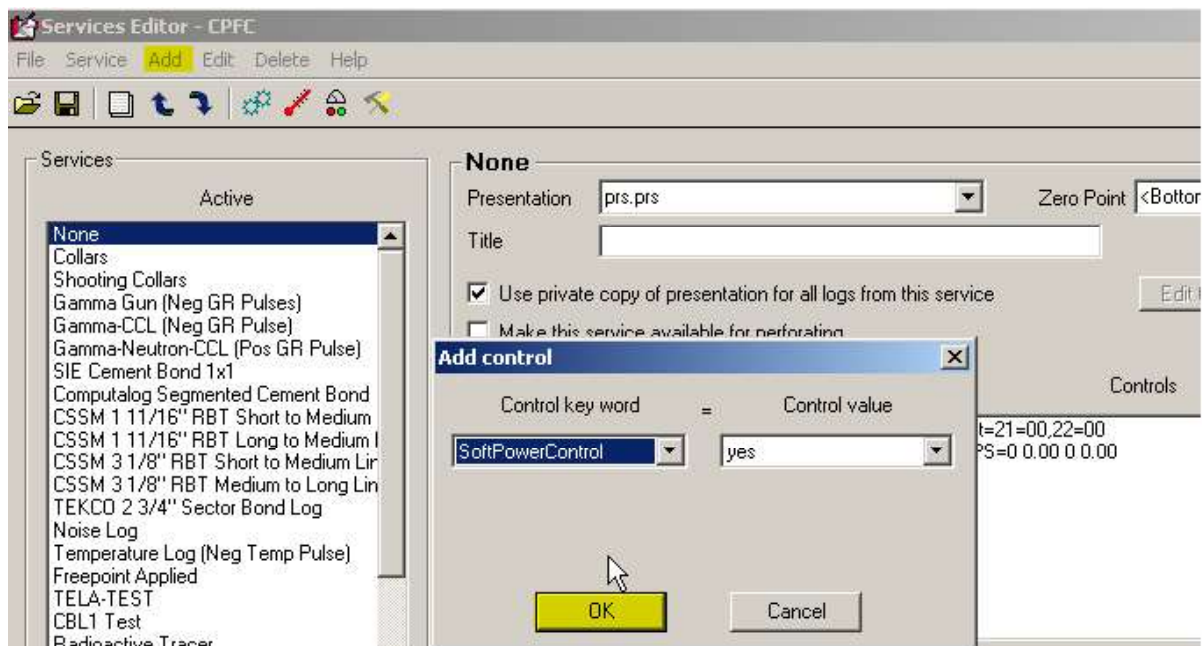 Services Editor - CPFC
File Service Add Edit Delete Help
Services
Active
None
Collars
Shooting Collars
Gamma Gun (Neg GR Pulses)
Gamma-CCL (Neg GR Pulse)
Gamma-Neutron-CCL (Pos GR Pulse)
SIE Cement Bond 1x1
Computalog Segmented Cement Bond
CSSM 1 11/16" RBT Short to Medium
CSSM 1 11/16" RBT Long to Medium
CSSM 3 1/8" RBT Short to Medium Lin
CSSM 3 1/8" RBT Medium to Long Lin
TEKCO 2 3/4" Sector Bond Log
Noise Log
Temperature Log (Neg Temp Pulse)
Freepoint Applied
TELA-TEST
CBL1 Test
Radioactive Tracer
None
Presentation prs.prs Zero Point <Bottor
Title
Use private copy of presentation for all logs from this service Edit
Make this service available for perforating
Controls
t=21=00,22=00
PS=0 0.00 0 0.00
Add control
Control key word = Control value
SoftPowerControl yes
OK Cancel